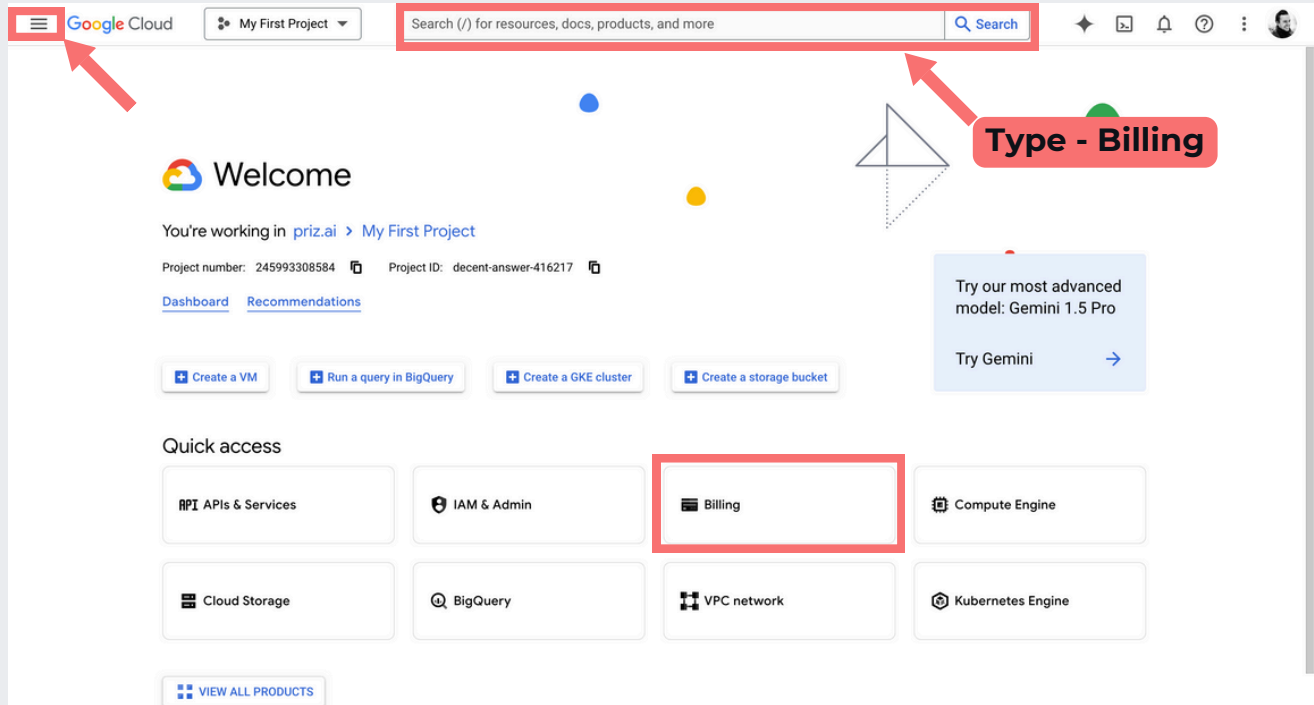 Google Cloud
My First Project
Search (/) for resources, docs, products, and more
Search
Type - Billing
Welcome
You're working in priz.ai > My First Project
Project number: 245993308584 Project ID: decent-answer-416217
Dashboard Recommendations
Try our most advanced
model: Gemini 1.5 Pro
Try Gemini
Create a VM
Run a query in BigQuery
Create a GKE cluster
Create a storage bucket
Quick access
API APIs & Services
IAM & Admin
Billing
Compute Engine
Cloud Storage
BigQuery
VPC network
Kubernetes Engine
VIEW ALL PRODUCTS